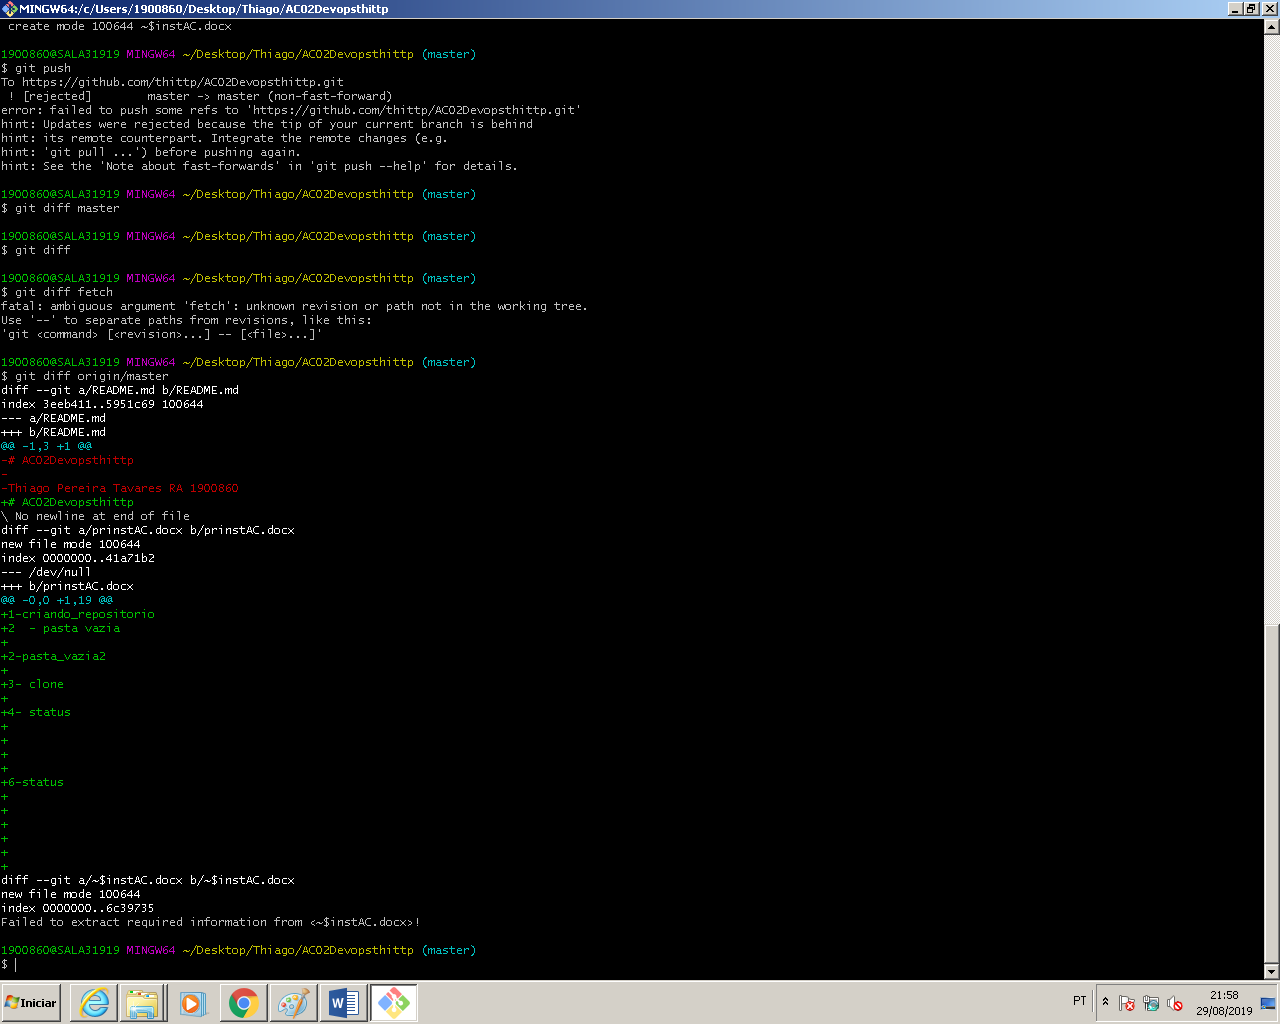 MINGW64:/c/Users/1900860/Desktop/Thiago/AC02Devopsthittp
 create mode 100644 ~$instAC.docx
1900860@SALA31919 MINGW64 ~/Desktop/Thiago/AC02Devopsthittp (master)
$ git push
To https://github.com/thittp/AC02Devopsthittp.git
 ! [rejected]        master -> master (non-fast-forward)
error: failed to push some refs to 'https://github.com/thittp/AC02Devopsthittp.git'
hint: Updates were rejected because the tip of your current branch is behind
hint: its remote counterpart. Integrate the remote changes (e.g.
hint: 'git pull ...') before pushing again.
hint: See the 'Note about fast-forwards' in 'git push --help' for details.
1900860@SALA31919 MINGW64 ~/Desktop/Thiago/AC02Devopsthittp (master)
$ git diff master
1900860@SALA31919 MINGW64 ~/Desktop/Thiago/AC02Devopsthittp (master)
$ git diff
1900860@SALA31919 MINGW64 ~/Desktop/Thiago/AC02Devopsthittp (master)
$ git diff fetch
fatal: ambiguous argument 'fetch': unknown revision or path not in the working tree.
Use '--' to separate paths from revisions, like this:
'git <command> [<revision>...] -- [<file>...]'
1900860@SALA31919 MINGW64 ~/Desktop/Thiago/AC02Devopsthittp (master)
$ git diff origin/master
diff --git a/README.md b/README.md
index 3eeb411..5951c69 100644
--- a/README.md
+++ b/README.md
@@ -1,3 +1 @@
-# AC02Devopsthittp
-
-Thiago Pereira Tavares RA 1900860
+# AC02Devopsthittp
\ No newline at end of file
diff --git a/prinstAC.docx b/prinstAC.docx
new file mode 100644
index 0000000..41a71b2
--- /dev/null
+++ b/prinstAC.docx
@@ -0,0 +1,19 @@
+1-criando_repositorio
+2  - pasta vazia
+
+2-pasta_vazia2
+
+3- clone
+
+4- status
+
+
+
+
+6-status
+
+
+
+
+
+
diff --git a/~$instAC.docx b/~$instAC.docx
new file mode 100644
index 0000000..6c39735
Failed to extract required information from <~$instAC.docx>!
1900860@SALA31919 MINGW64 ~/Desktop/Thiago/AC02Devopsthittp (master)
$
Iniciar
PT
21:58
29/08/2019